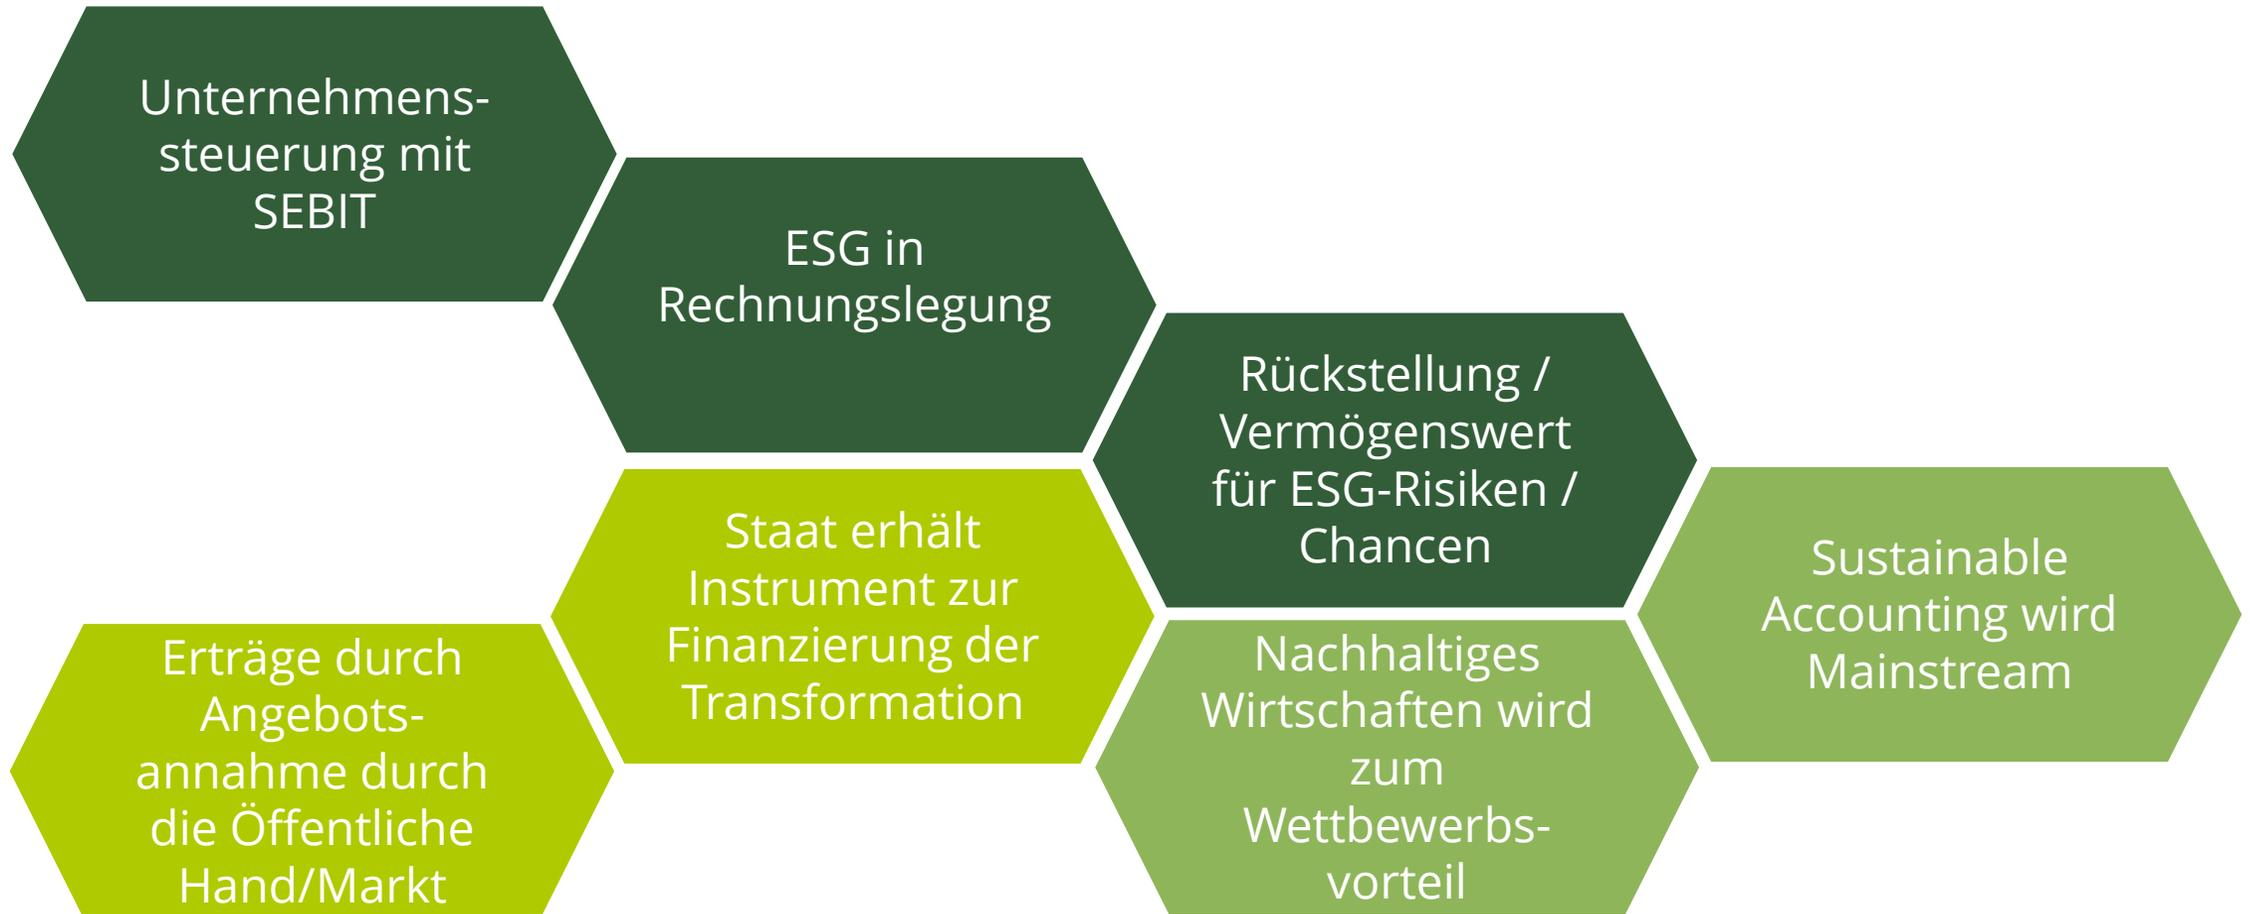 Unternehmens-
steuerung mit
SEBIT
ESG in
Rechnungslegung
Rückstellung /
Vermögenswert
für ESG-Risiken /
Chancen
Staat erhält
Instrument zur
Finanzierung der
Transformation
Sustainable
Accounting wird
Mainstream
Erträge durch
Angebots-
annahme durch
die Öffentliche
Hand/Markt
Nachhaltiges
Wirtschaften wird
zum
Wettbewerbs-
vorteil